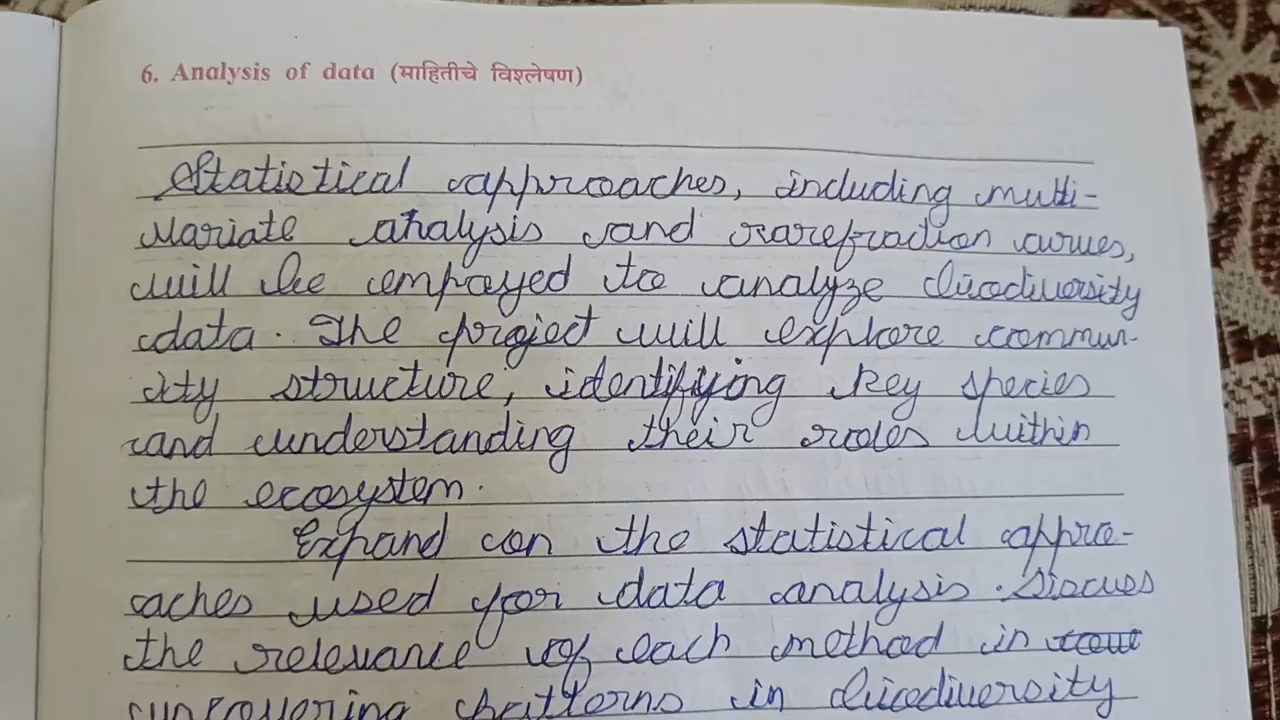 6. Analysis of data (माहितीचे विश्लेषण)
Statistical approaches, including multi-
variate analysis and rarefraction curves,
will be empoyed to analyze biodiversity
data. The project will explore commun-
ity structure, identifying key species
and understanding their roles within
the ecosystem.
Expand on the statistical appro-
aches used for data analysis. Discuss
the relevance of each method in
uncovering patterns in biodiversity